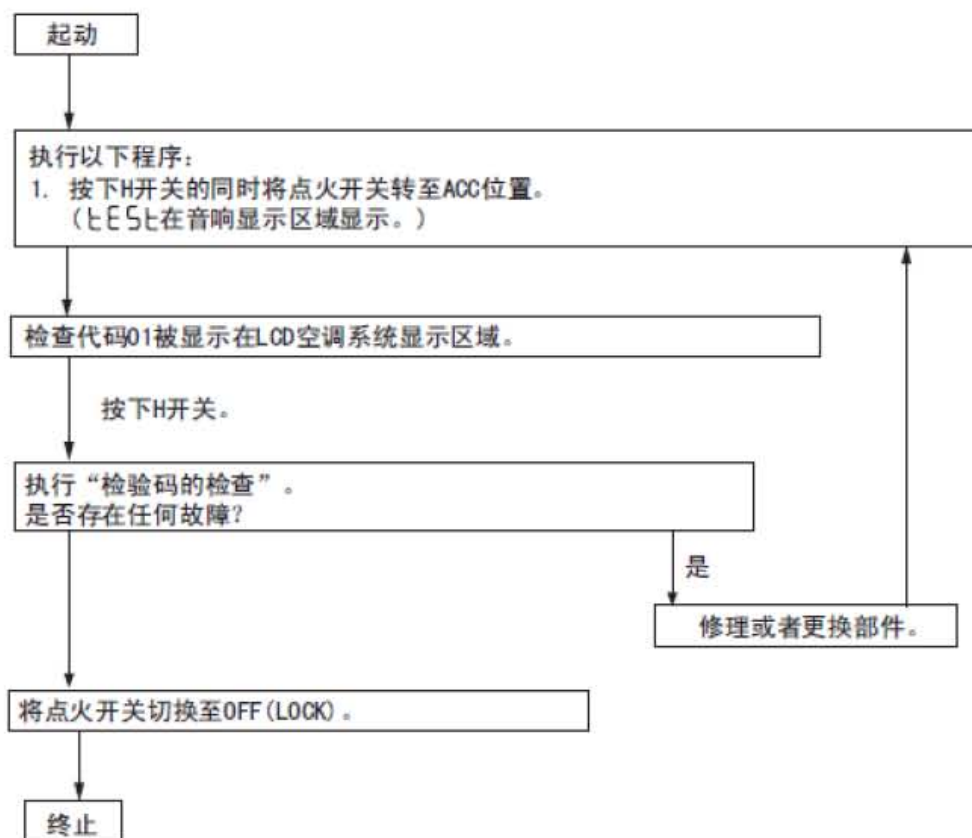 起动
执行以下程序：
1. 按下H开关的同时将点火开关转至ACC位置。
（tESt在音响显示区域显示。）
检查代码01被显示在LCD空调系统显示区域。
按下H开关。
执行“检验码的检查”。
是否存在任何故障？
是
修理或者更换部件。
将点火开关切换至OFF(LOCK)。
终止